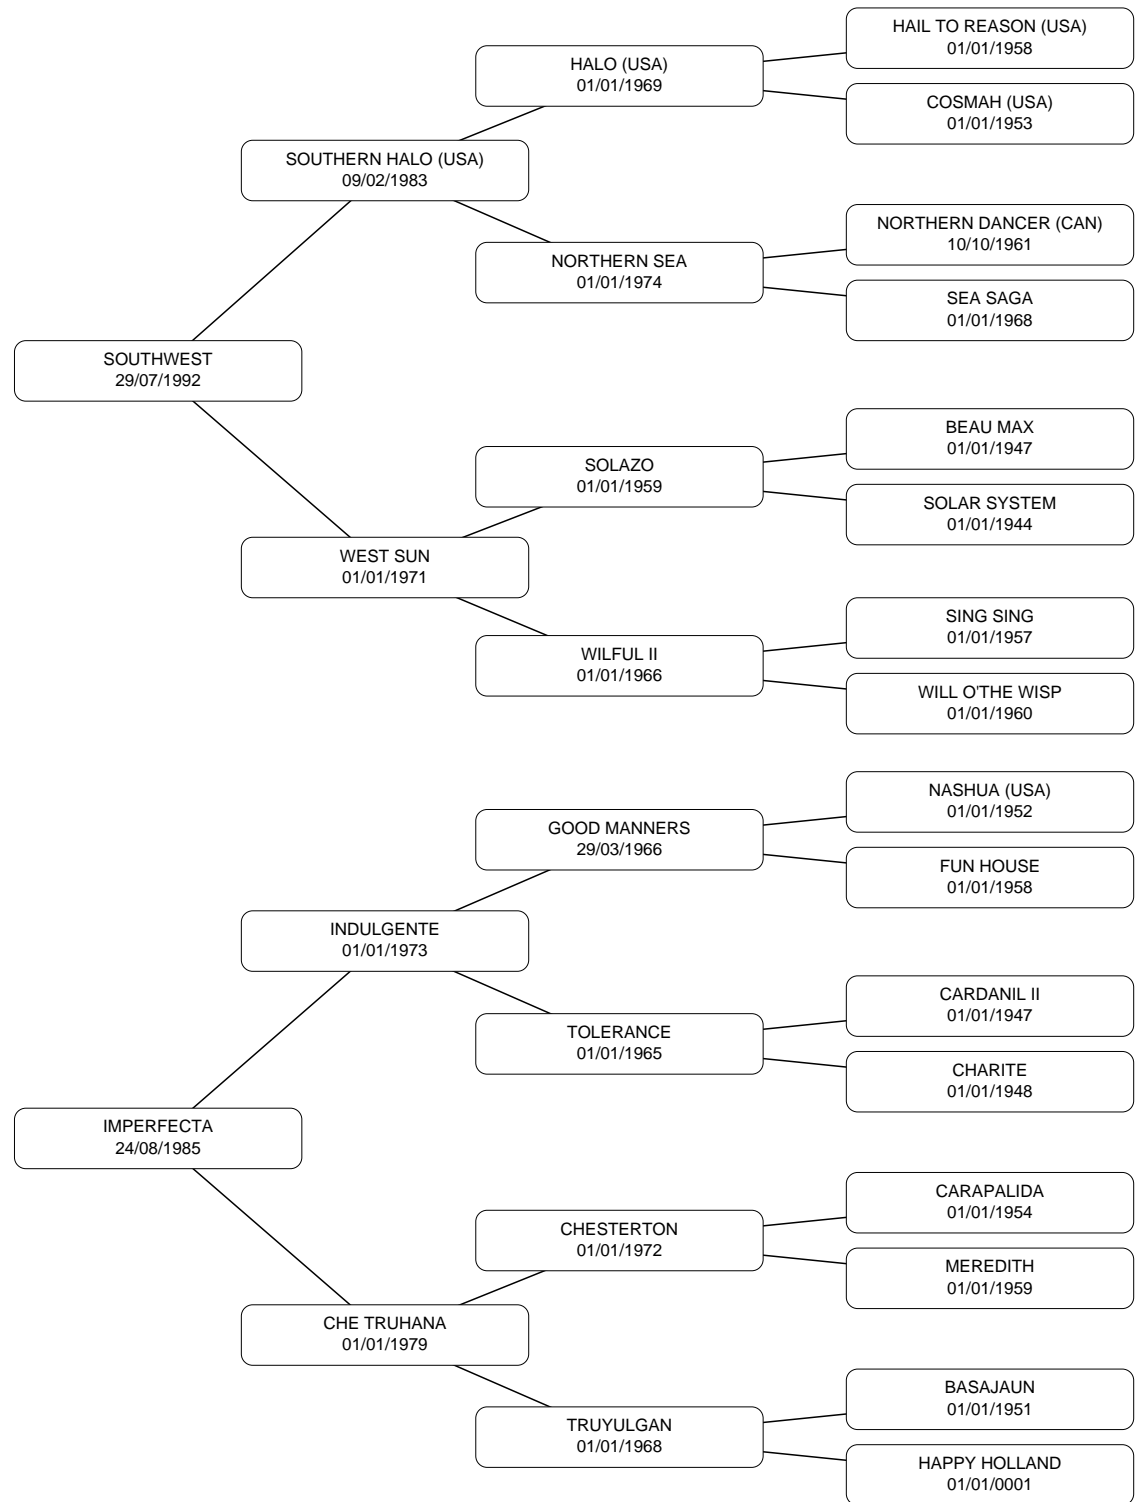 HAIL TO REASON (USA)
01/01/1958
HALO (USA)
01/01/1969
COSMAH (USA)
01/01/1953
SOUTHERN HALO (USA)
09/02/1983
NORTHERN DANCER (CAN)
10/10/1961
NORTHERN SEA
01/01/1974
SEA SAGA
01/01/1968
SOUTHWEST
29/07/1992
BEAU MAX
01/01/1947
SOLAZO
01/01/1959
SOLAR SYSTEM
01/01/1944
WEST SUN
01/01/1971
SING SING
01/01/1957
WILFUL II
01/01/1966
WILL O'THE WISP
01/01/1960
NASHUA (USA)
01/01/1952
GOOD MANNERS
29/03/1966
FUN HOUSE
01/01/1958
INDULGENTE
01/01/1973
CARDANIL II
01/01/1947
TOLERANCE
01/01/1965
CHARITE
01/01/1948
IMPERFECTA
24/08/1985
CARAPALIDA
01/01/1954
CHESTERTON
01/01/1972
MEREDITH
01/01/1959
CHE TRUHANA
01/01/1979
BASAJAUN
01/01/1951
TRUYULGAN
01/01/1968
HAPPY HOLLAND
01/01/0001